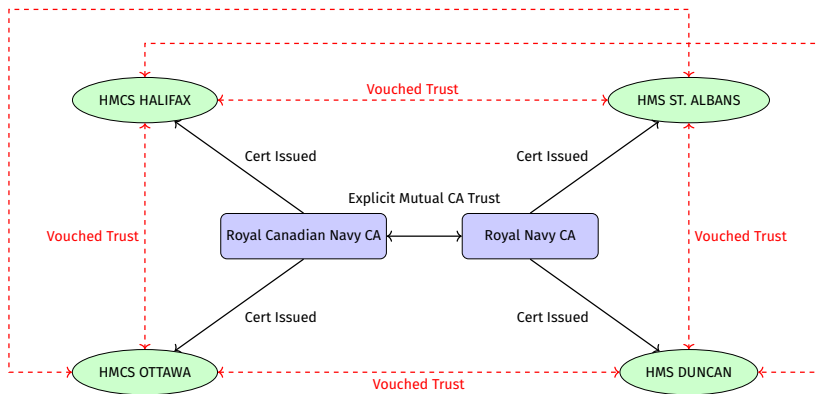 Vouched Trust
HMCS HALIFAX
HMS ST. ALBANS
Cert Issued
Cert Issued
Explicit Mutual CA Trust
Vouched Trust
Royal Canadian Navy CA
Royal Navy CA
Vouched Trust
Cert Issued
Cert Issued
HMCS OTTAWA
HMS DUNCAN
Vouched Trust